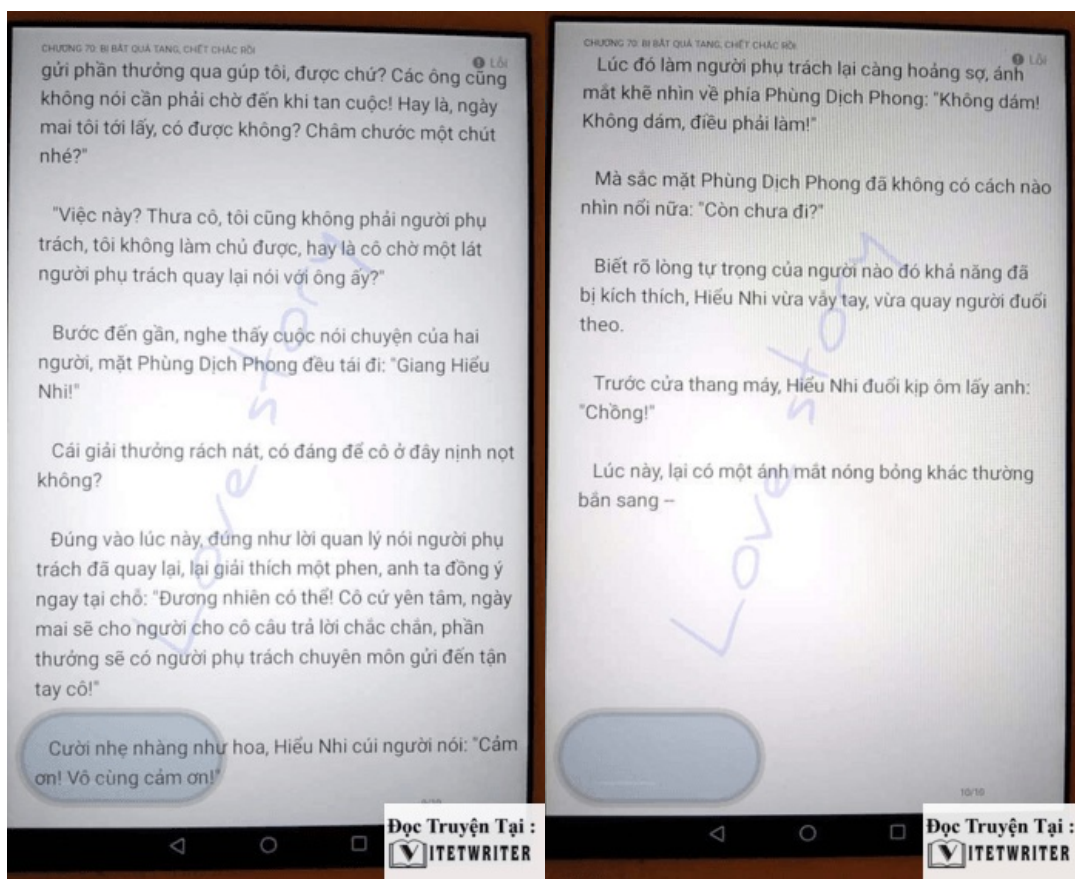 CHƯƠNG 70: BỊ BẮT QUẢ TANG, CHẾT CHẮC RỒI
Lỗi
gửi phần thưởng qua gúp tôi, được chứ? Các ông cũng
không nói cần phải chờ đến khi tan cuộc! Hay là, ngày
mai tôi tới lấy, có được không? Châm chước một chút
nhé?"
"Việc này? Thưa cô, tôi cũng không phải người phụ
trách, tôi không làm chủ được, hay là cô chờ một lát
người phụ trách quay lại nói với ông ấy?"
Bước đến gần, nghe thấy cuộc nói chuyện của hai
người, mặt Phùng Dịch Phong đều tái đi: "Giang Hiểu
Nhi!"
Cái giải thưởng rách nát, có đáng để cô ở đây nịnh nọt
không?
Đúng vào lúc này, đúng như lời quan lý nói người phụ
trách đã quay lại, lại giải thích một phen, anh ta đồng ý
ngay tại chỗ: "Đương nhiên có thể! Cô cứ yên tâm, ngày
mai sẽ cho người cho cô câu trả lời chắc chắn, phần
thưởng sẽ có người phụ trách chuyên môn gửi đến tận
tay cô!"
Cười nhẹ nhàng như hoa, Hiểu Nhi cúi người nói: "Cảm
ơn! Vô cùng cảm ơn!"
Love story
Đọc Truyện Tại :
VITETWRITER
CHƯƠNG 70: BỊ BẮT QUẢ TANG, CHẾT CHẮC RỒI
Lỗi
Lúc đó làm người phụ trách lại càng hoảng sợ, ánh
mắt khẽ nhìn về phía Phùng Dịch Phong: "Không dám!
Không dám, điều phải làm!"
Mà sắc mặt Phùng Dịch Phong đã không có cách nào
nhìn nổi nữa: "Còn chưa đi?"
Biết rõ lòng tự trọng của người nào đó khả năng đã
bị kích thích, Hiểu Nhi vừa vẫy tay, vừa quay người đuổi
theo.
Trước cửa thang máy, Hiểu Nhi đuổi kịp ôm lấy anh:
"Chồng!"
Lúc này, lại có một ánh mắt nóng bỏng khác thường
bắn sang --
Love story
10/10
Đọc Truyện Tại :
VITETWRITER